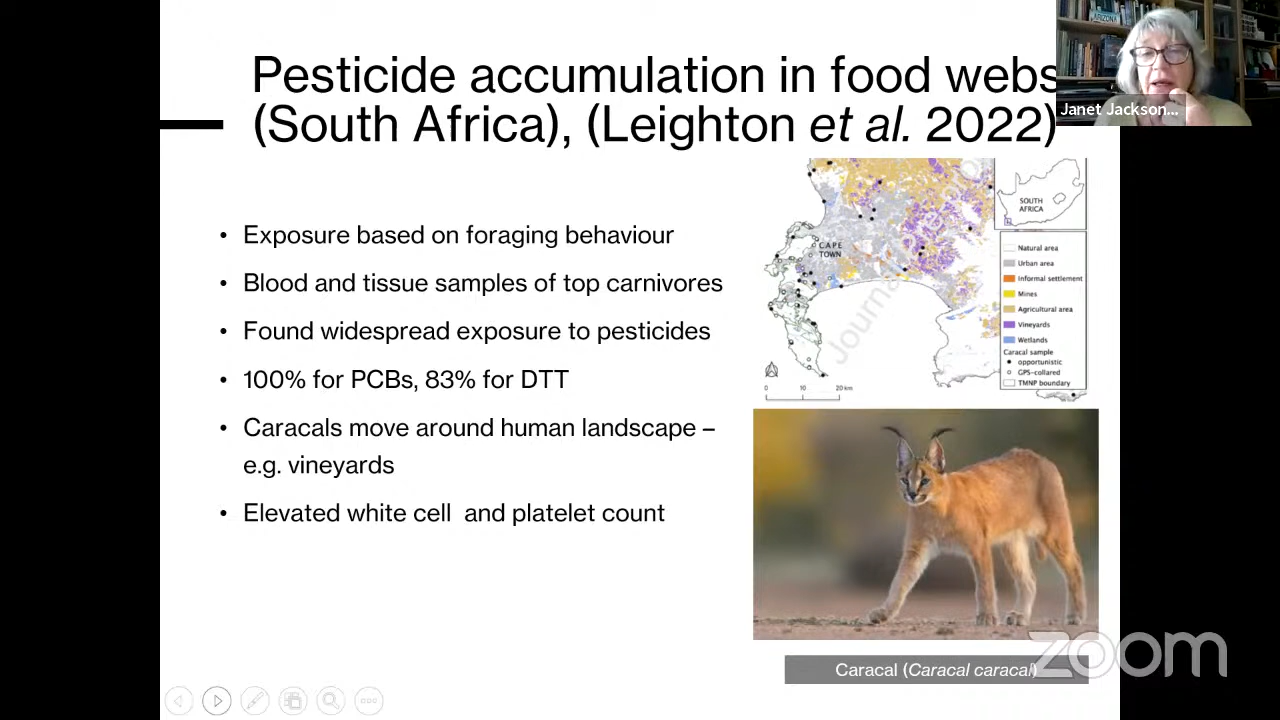 Pesticide accumulation in food webs
(South Africa), (Leighton et al. 2022)
ARIZONA
Janet Jackson...
• Exposure based on foraging behaviour
• Blood and tissue samples of top carnivores
• Found widespread exposure to pesticides
• 100% for PCBs, 83% for DTT
• Caracals move around human landscape –
e.g. vineyards
• Elevated white cell and platelet count
CAPE
TOWN
SOUTH
AFRICA
Natural area
Urban area
Informal settlement
Mines
Agricultural area
Vineyards
Wetlands
Caracal sample
opportunistic
GPS-collared
TMNP boundary
0 10 20 km
Journal
Caracal (Caracal caracal)
zoom